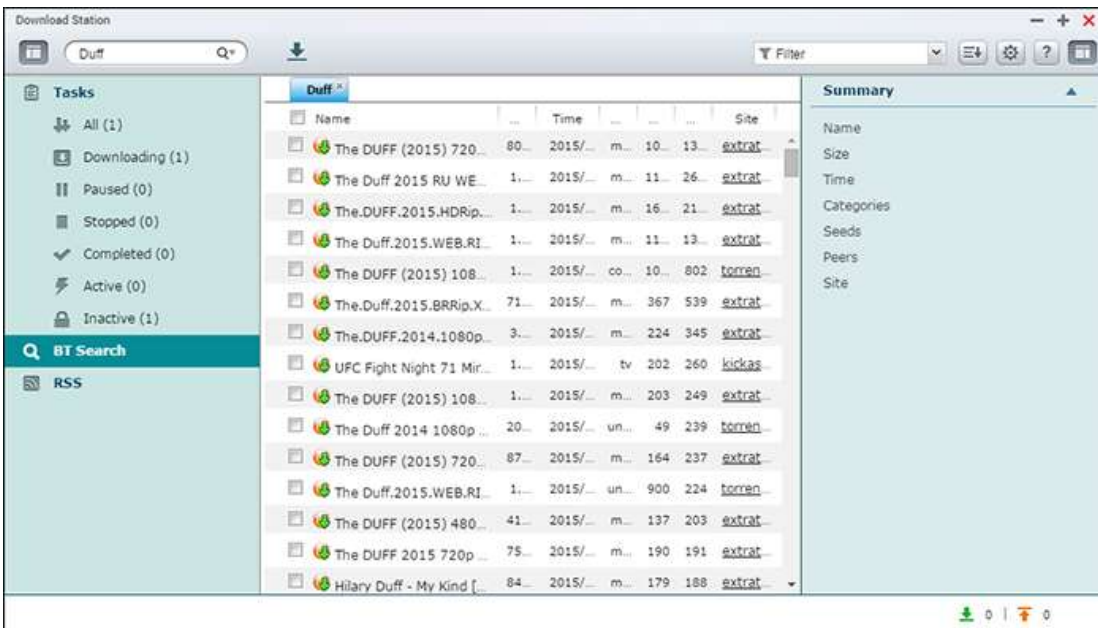 Download Station
Duff
Filter
?
Tasks
All (1)
Downloading (1)
Paused (0)
Stopped (0)
Completed (0)
Active (0)
Inactive (1)
BT Search
RSS
Duff ×
Name ... Time ... ... ... Site
The DUFF (2015) 720... 80... 2015/... m... 10... 13... extrat...
The Duff 2015 RU WE... 1,... 2015/... m... 11... 26... extrat...
The.DUFF.2015.HDRip.... 1,... 2015/... m... 16... 21... extrat...
The Duff.2015.WEB.RI... 1,... 2015/... m... 11... 13... extrat...
The DUFF (2015) 108... 1,... 2015/... co... 10... 802 torren...
The.Duff.2015.BRRip.X... 71... 2015/... m... 367 539 extrat...
The.DUFF.2014.1080p... 3,... 2015/... m... 224 345 extrat...
UFC Fight Night 71 Mir... 1,... 2015/... tv 202 260 kickas...
The DUFF (2015) 108... 1,... 2015/... m... 203 249 extrat...
The Duff 2014 1080p ... 20... 2015/... un... 49 239 torren...
The DUFF (2015) 720... 87... 2015/... m... 164 237 extrat...
The Duff.2015.WEB.RI... 1,... 2015/... un... 900 224 torren...
The DUFF (2015) 480... 41... 2015/... m... 137 203 extrat...
The DUFF 2015 720p ... 75... 2015/... m... 190 191 extrat...
Hilary Duff - My Kind [... 84... 2015/... m... 179 188 extrat...
Summary
Name
Size
Time
Categories
Seeds
Peers
Site
0 | 0